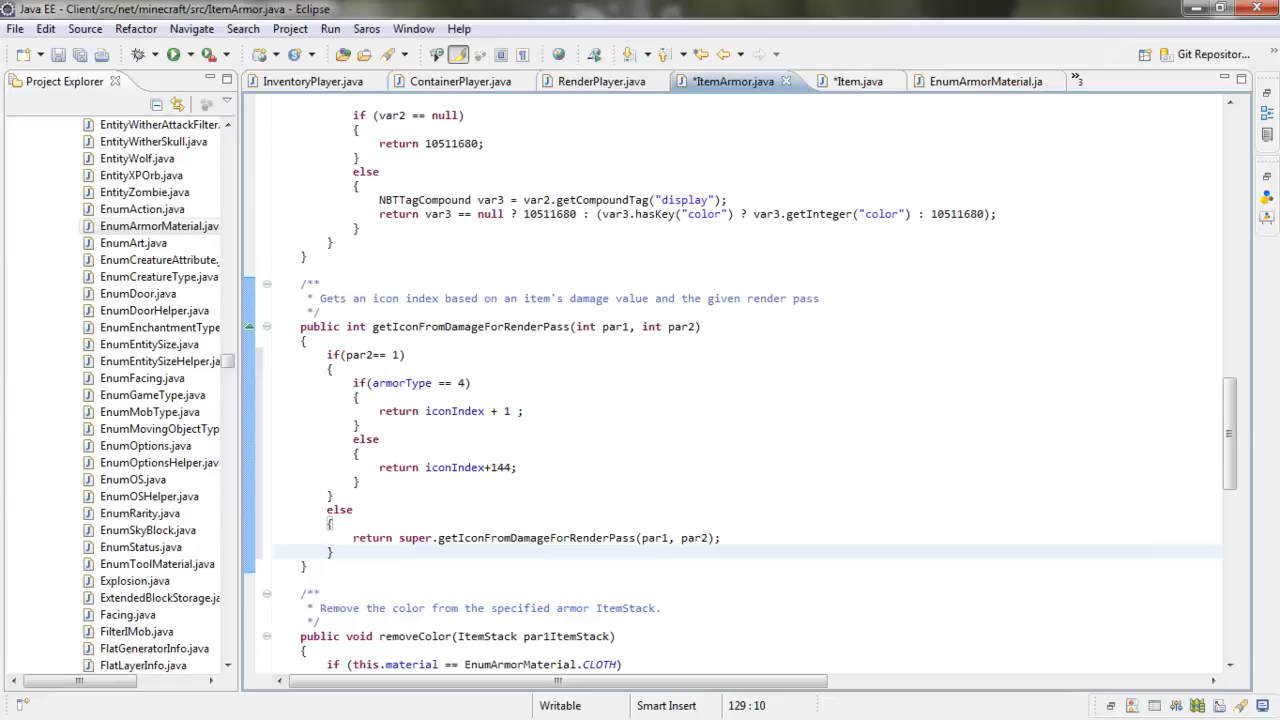 Java EE - Client/src/net/minecraft/src/ItemArmor.java - Eclipse
File Edit Source Refactor Navigate Search Project Run Saros Window Help
Git Repositor...
Project Explorer
InventoryPlayer.java ContainerPlayer.java RenderPlayer.java *ItemArmor.java *Item.java EnumArmorMaterial.ja »3
EntityWitherAttackFilter.
EntityWitherSkull.java
EntityWolf.java
EntityXPOrb.java
EntityZombie.java
EnumAction.java
EnumArmorMaterial.java
EnumArt.java
EnumCreatureAttribute.
EnumCreatureType.java
EnumDoor.java
EnumDoorHelper.java
EnumEnchantmentType
EnumEntitySize.java
EnumEntitySizeHelper.ja
EnumFacing.java
EnumGameType.java
EnumMobType.java
EnumMovingObjectTyp
EnumOptions.java
EnumOptionsHelper.jav
EnumOS.java
EnumOSHelper.java
EnumRarity.java
EnumSkyBlock.java
EnumStatus.java
EnumToolMaterial.java
Explosion.java
ExtendedBlockStorage.ja
Facing.java
FilterIMob.java
FlatGeneratorInfo.java
FlatLayerInfo.java
if (var2 == null)
{
return 10511680;
}
else
{
NBTTagCompound var3 = var2.getCompoundTag("display");
return var3 == null ? 10511680 : (var3.hasKey("color") ? var3.getInteger("color") : 10511680);
}
}
}
/**
* Gets an icon index based on an item's damage value and the given render pass
*/
public int getIconFromDamageForRenderPass(int par1, int par2)
{
if(par2== 1)
{
if(armorType == 4)
{
return iconIndex + 1 ;
}
else
{
return iconIndex+144;
}
}
else
{
return super.getIconFromDamageForRenderPass(par1, par2);
}
}
/**
* Remove the color from the specified armor ItemStack.
*/
public void removeColor(ItemStack par1ItemStack)
{
if (this.material == EnumArmorMaterial.CLOTH)
Writable Smart Insert 129 : 10